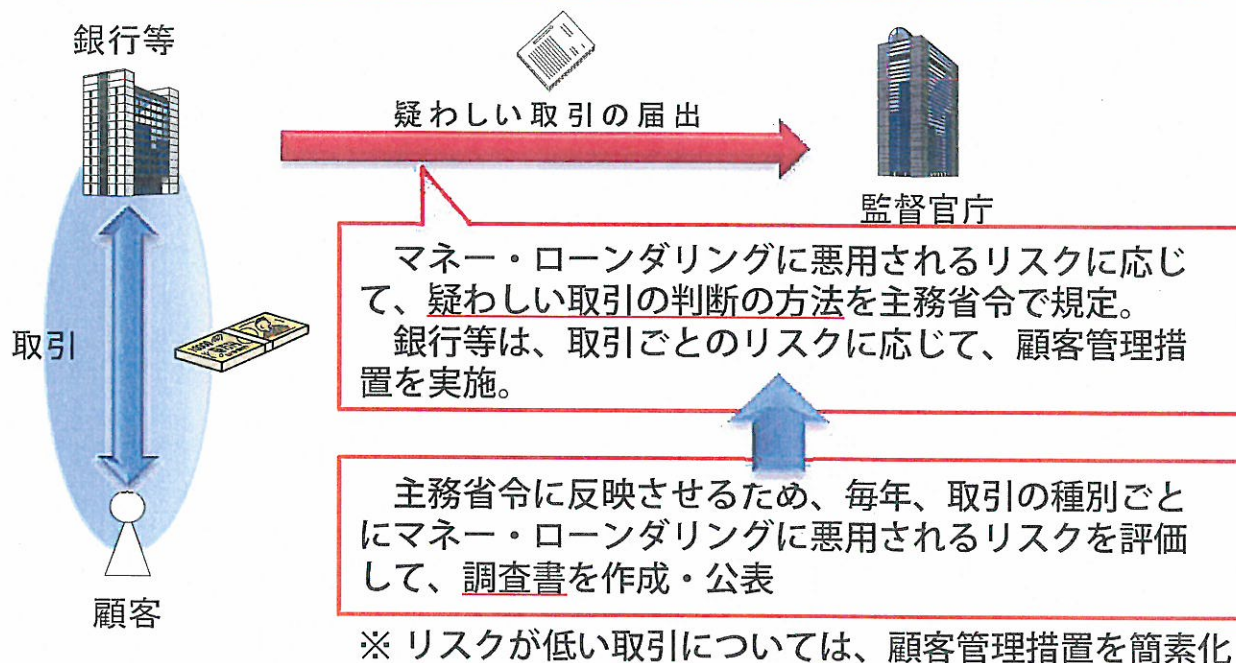 銀行等
疑わしい取引の届出
監督官庁
マネー・ローンダリングに悪用されるリスクに応じ
て、疑わしい取引の判断の方法を主務省令で規定。
銀行等は、取引ごとのリスクに応じて、顧客管理措
置を実施。
取引
主務省令に反映させるため、毎年、取引の種別ごと
にマネー・ローンダリングに悪用されるリスクを評価
して、調査書を作成・公表
顧客
※ リスクが低い取引については、顧客管理措置を簡素化